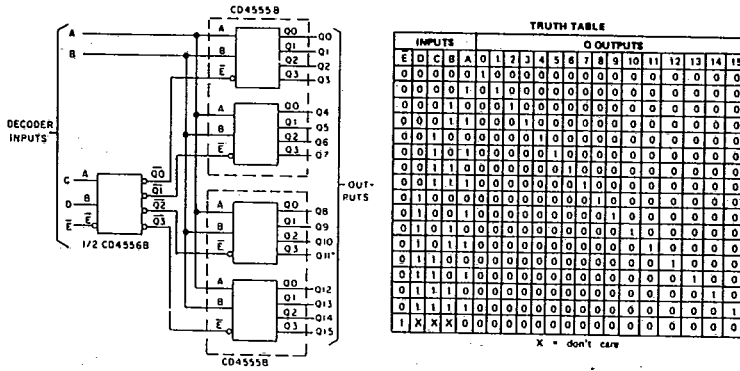 CD4555B
A
B
A
B
E̅
Q0
Q1
Q2
Q3
Q0
Q1
Q2
Q3
A
B
E̅
Q0
Q1
Q2
Q3
Q4
Q5
Q6
Q7
DECODER
INPUTS
C
D
E̅
A
B
E̅
Q̅0̅
Q̅1̅
Q̅2̅
Q̅3̅
1/2 CD4556B
A
B
E̅
Q0
Q1
Q2
Q3
Q8
Q9
Q10
Q11
A
B
E̅
Q0
Q1
Q2
Q3
Q12
Q13
Q14
Q15
OUT-
PUTS
CD4555B
TRUTH TABLE
INPUTS Q OUTPUTS
E̅ D C B A 0 1 2 3 4 5 6 7 8 9 10 11 12 13 14 15
0 0 0 0 0 1 0 0 0 0 0 0 0 0 0 0 0 0 0 0 0
0 0 0 0 1 0 1 0 0 0 0 0 0 0 0 0 0 0 0 0 0
0 0 0 1 0 0 0 1 0 0 0 0 0 0 0 0 0 0 0 0 0
0 0 0 1 1 0 0 0 1 0 0 0 0 0 0 0 0 0 0 0 0
0 0 1 0 0 0 0 0 0 1 0 0 0 0 0 0 0 0 0 0 0
0 0 1 0 1 0 0 0 0 0 1 0 0 0 0 0 0 0 0 0 0
0 0 1 1 0 0 0 0 0 0 0 1 0 0 0 0 0 0 0 0 0
0 0 1 1 1 0 0 0 0 0 0 0 1 0 0 0 0 0 0 0 0
0 1 0 0 0 0 0 0 0 0 0 0 0 1 0 0 0 0 0 0 0
0 1 0 0 1 0 0 0 0 0 0 0 0 0 1 0 0 0 0 0 0
0 1 0 1 0 0 0 0 0 0 0 0 0 0 0 1 0 0 0 0 0
0 1 0 1 1 0 0 0 0 0 0 0 0 0 0 0 1 0 0 0 0
0 1 1 0 0 0 0 0 0 0 0 0 0 0 0 0 0 1 0 0 0
0 1 1 0 1 0 0 0 0 0 0 0 0 0 0 0 0 0 1 0 0
0 1 1 1 0 0 0 0 0 0 0 0 0 0 0 0 0 0 0 1 0
0 1 1 1 1 0 0 0 0 0 0 0 0 0 0 0 0 0 0 0 1
1 X X X X 0 0 0 0 0 0 0 0 0 0 0 0 0 0 0 0
X = don't care